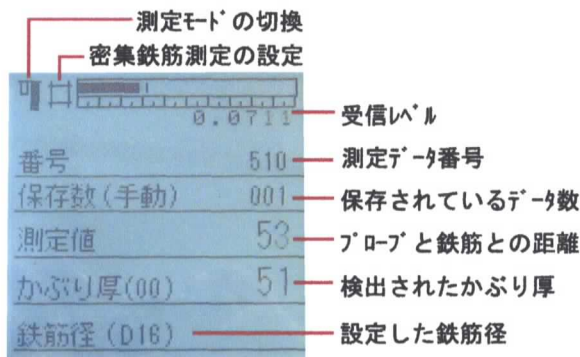 測定ﾓｰﾄﾞの切換
密集鉄筋測定の設定
0.0711
受信ﾚﾍﾞﾙ
番号 510
測定ﾃﾞｰﾀ番号
保存数(手動) 001
保存されているﾃﾞｰﾀ数
測定値 53
ﾌﾟﾛｰﾌﾞと鉄筋との距離
かぶり厚(00) 51
検出されたかぶり厚
鉄筋径(D16)
設定した鉄筋径